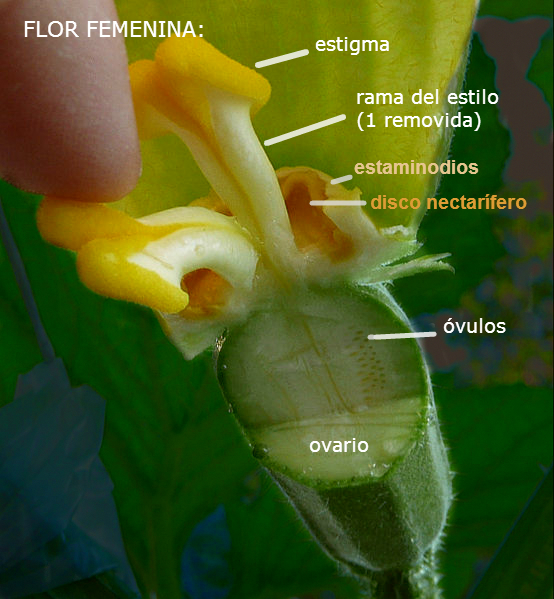 FLOR FEMENINA:
estigma
rama del estilo
(1 removida)
estaminodios
disco nectarífero
óvulos
ovario